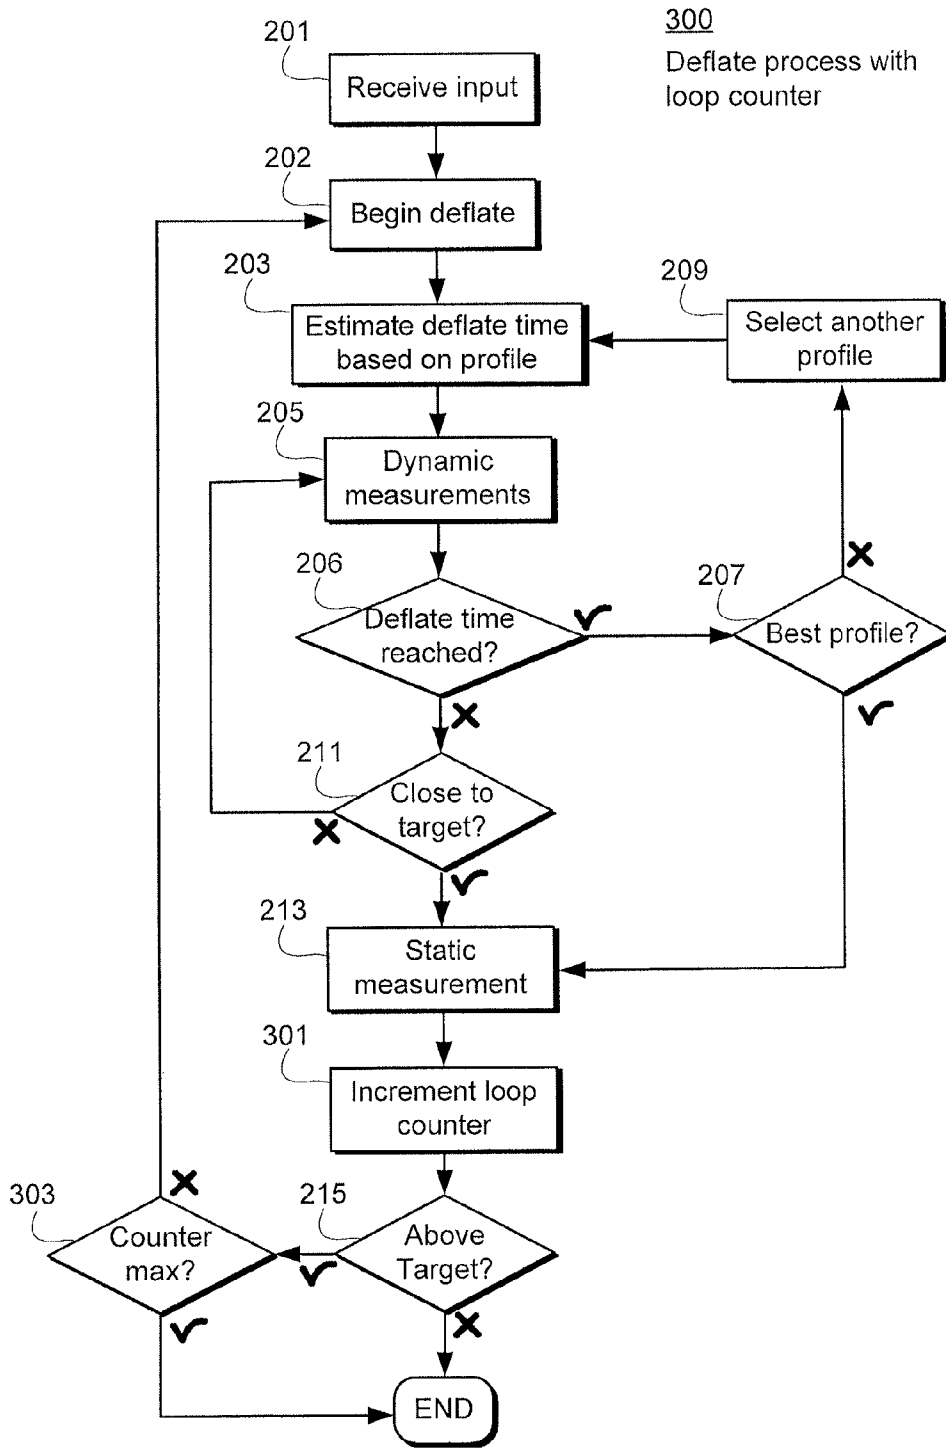 300
Deflate process with
loop counter
201
Receive input
202
Begin deflate
203
Estimate deflate time
based on profile
209
Select another
profile
205
Dynamic
measurements
206
Deflate time
reached?
207
Best profile?
211
Close to
target?
213
Static
measurement
301
Increment loop
counter
303
Counter
max?
215
Above
Target?
END